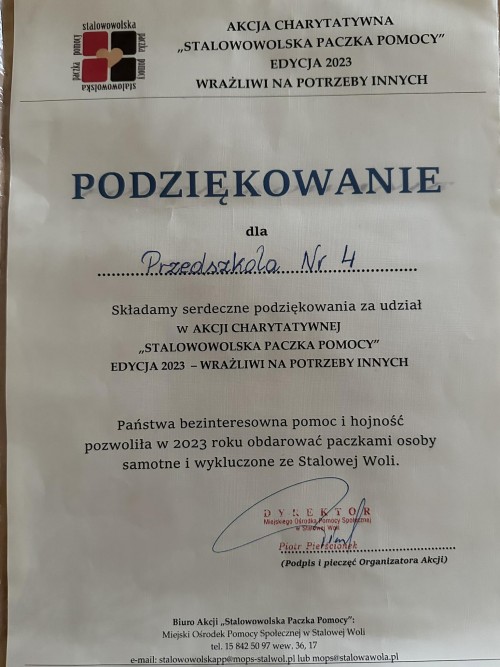 stalowowolska
paczka pomocy
paczka pomocy
stalowowolska
AKCJA CHARYTATYWNA
„STALOWOWOLSKA PACZKA POMOCY”
EDYCJA 2023
WRAŻLIWI NA POTRZEBY INNYCH
PODZIĘKOWANIE
dla
Przedszkola Nr 4
Składamy serdeczne podziękowania za udział
w AKCJI CHARYTATYWNEJ
„STALOWOWOLSKA PACZKA POMOCY”
EDYCJA 2023 – WRAŻLIWI NA POTRZEBY INNYCH
Państwa bezinteresowna pomoc i hojność
pozwoliła w 2023 roku obdarować paczkami osoby
samotne i wykluczone ze Stalowej Woli.
DYREKTOR
Miejskiego Ośrodka Pomocy Społecznej
w Stalowej Woli
Piotr Pierścionek
(Podpis i pieczęć Organizatora Akcji)
Biuro Akcji „Stalowowolska Paczka Pomocy”:
Miejski Ośrodek Pomocy Społecznej w Stalowej Woli
tel. 15 842 50 97 wew. 36, 17
e-mail: stalowowolskapp@mops-stalwol.pl lub mops@stalowawola.pl